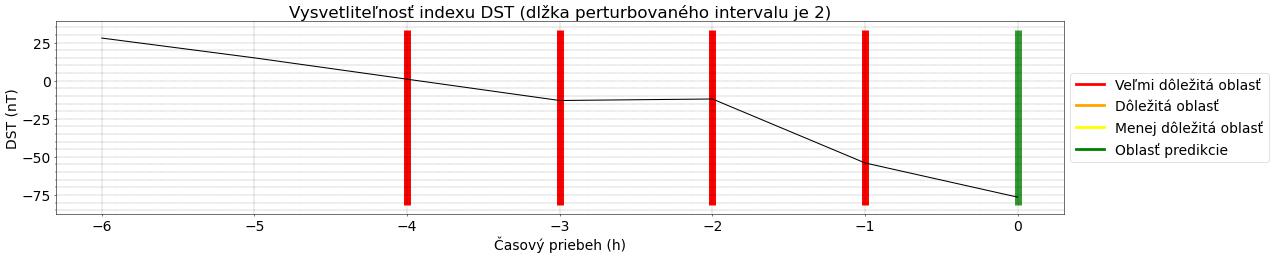 Vysvetliteľnosť indexu DST (dĺžka perturbovaného intervalu je 2)
DST (nT)
25
0
−25
−50
−75
−6
−5
−4
−3
−2
−1
0
Časový priebeh (h)
Veľmi dôležitá oblasť
Dôležitá oblasť
Menej dôležitá oblasť
Oblasť predikcie